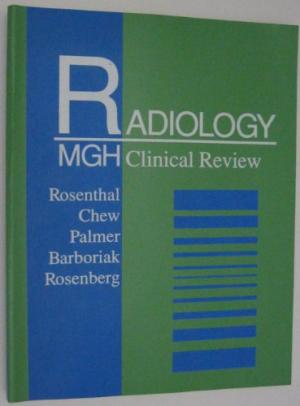 RADIOLOGY
MGH Clinical Review
Rosenthal
Chew
Palmer
Barboriak
Rosenberg